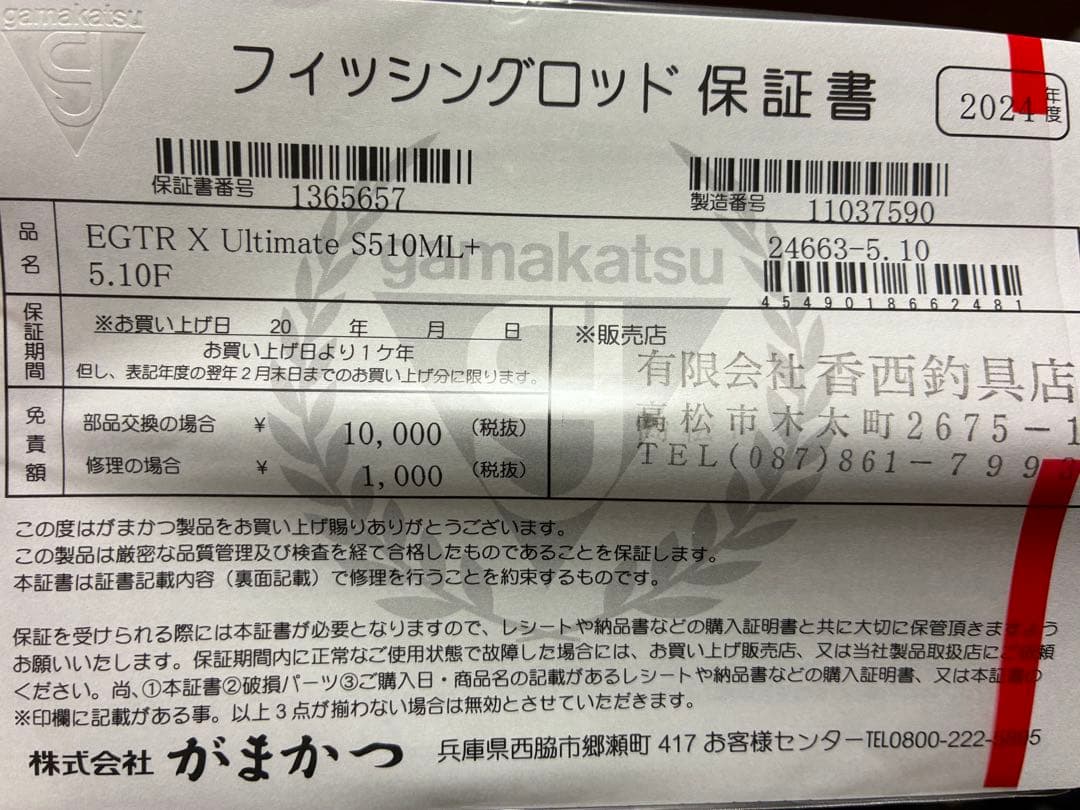 gamakatsu
フィッシングロッド 保証書
2024年度
保証書番号 1365657
製造番号 11037590
品名
EGTR X Ultimate S510ML+
5.10F
24663-5.10
4549018662481
gamakatsu
保証期間
※お買い上げ日 20 年 月 日
お買い上げ日より1ケ年
但し、表記年度の翌年2月末日までのお買い上げ分に限ります。
※販売店
有限会社香西釣具店
高松市木太町2675-1
TEL(087)861-799
免責額
部品交換の場合 ¥ 10,000 (税抜)
修理の場合 ¥ 1,000 (税抜)
この度はがまかつ製品をお買い上げ賜りありがとうございます。
この製品は厳密な品質管理及び検査を経て合格したものであることを保証します。
本証書は証書記載内容(裏面記載)で修理を行うことを約束するものです。
保証を受けられる際には本証書が必要となりますので、レシートや納品書などの購入証明書と共に大切に保管頂きますよう
お願いいたします。保証期間内に正常なご使用状態で故障した場合には、お買い上げ販売店、又は当社製品取扱店にご依頼
ください。尚、①本証書②破損パーツ③ご購入日・商品名の記載があるレシートや納品書などの購入証明書、又は本証書の
※印欄に記載がある事。以上3点が揃わない場合は無効とさせていただきます。
株式会社 がまかつ 兵庫県西脇市郷瀬町 417 お客様センターTEL0800-222-